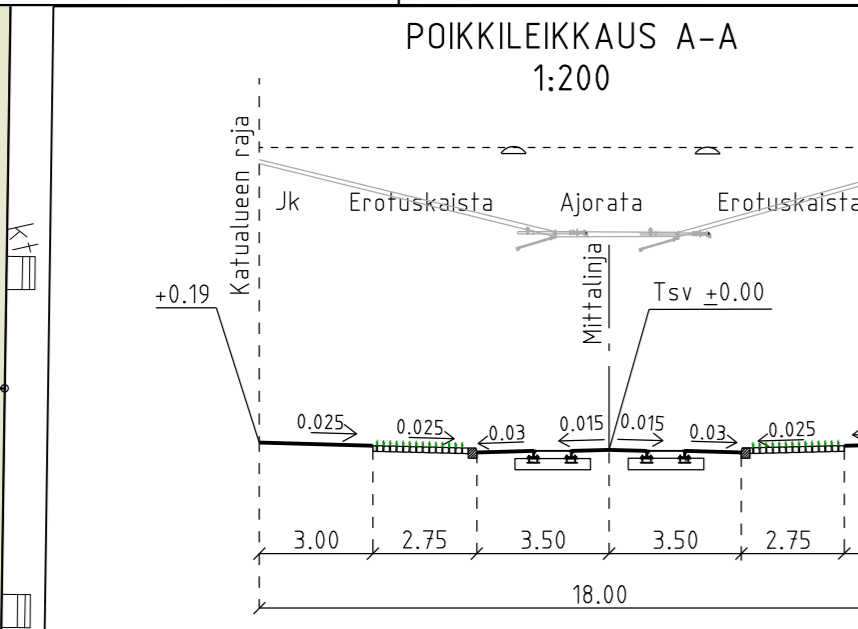 POIKKILEIKKAUS A-A
1:200
Katualueen raja
Jk
Erotuskaista
Ajorata
Erotuskaista
kt
Mittalinja
+0.19
Tsv ±0.00
0.025
0.025
0.03
0.015
0.015
0.03
0.025
3.00
2.75
3.50
3.50
2.75
18.00